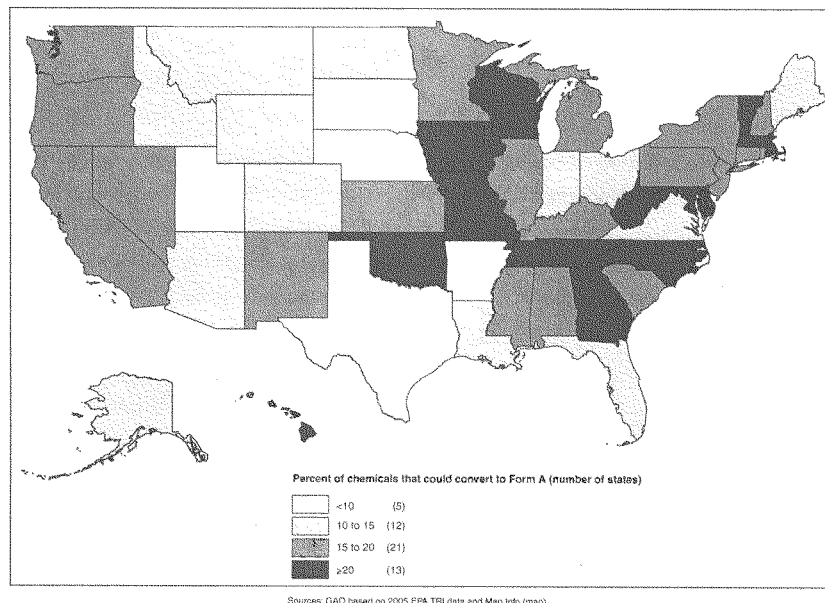 Percent of chemicals that could convert to Form A (number of states)
<10 (5)
10 to 15 (12)
15 to 20 (21)
≥20 (13)
Sources: GAO based on 2005 EPA TRI data and Map Info (map)